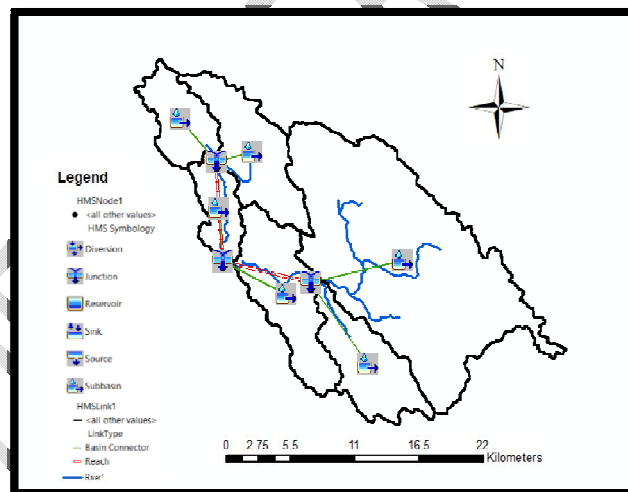 N
Legend
HMSNode1
<all other values>
HMS Symbology
Diversion
Junction
Reservoir
Sink
Source
Subbasin
HMSLink1
<all other values>
LinkType
Basin Connector
Reach
River1
0 2.75 5.5 11 16.5 22
Kilometers